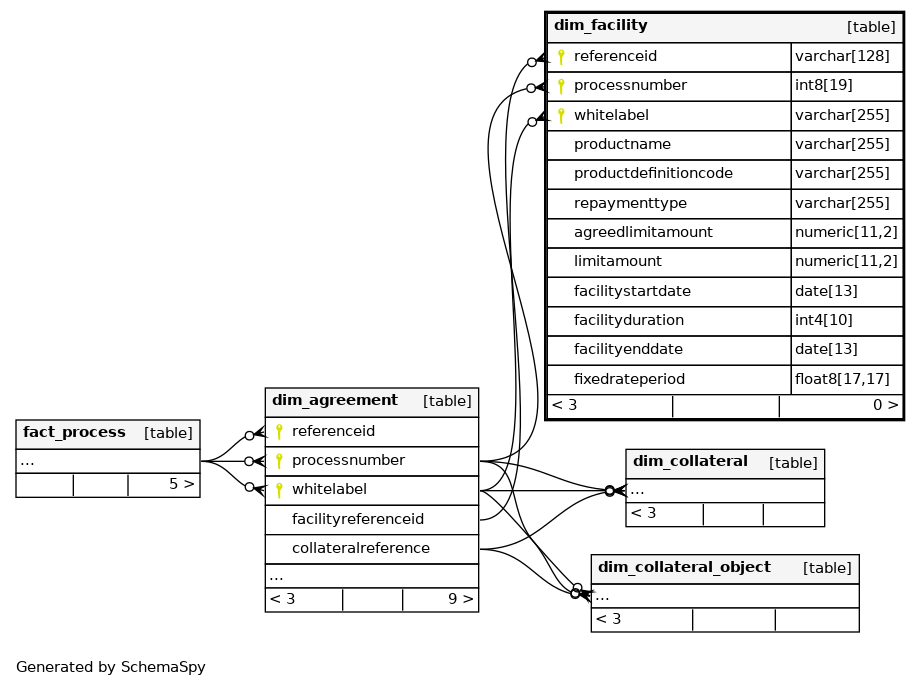 dim_facility [table]
referenceid varchar[128]
processnumber int8[19]
whitelabel varchar[255]
productname varchar[255]
productdefinitioncode varchar[255]
repaymenttype varchar[255]
agreedlimitamount numeric[11,2]
limitamount numeric[11,2]
facilitystartdate date[13]
facilityduration int4[10]
facilityenddate date[13]
fixedrateperiod float8[17,17]
< 3 0 >
fact_process [table]
...
5 >
dim_agreement [table]
referenceid
processnumber
whitelabel
facilityreferenceid
collateralreference
...
< 3 9 >
dim_collateral [table]
...
< 3
dim_collateral_object [table]
...
< 3
Generated by SchemaSpy